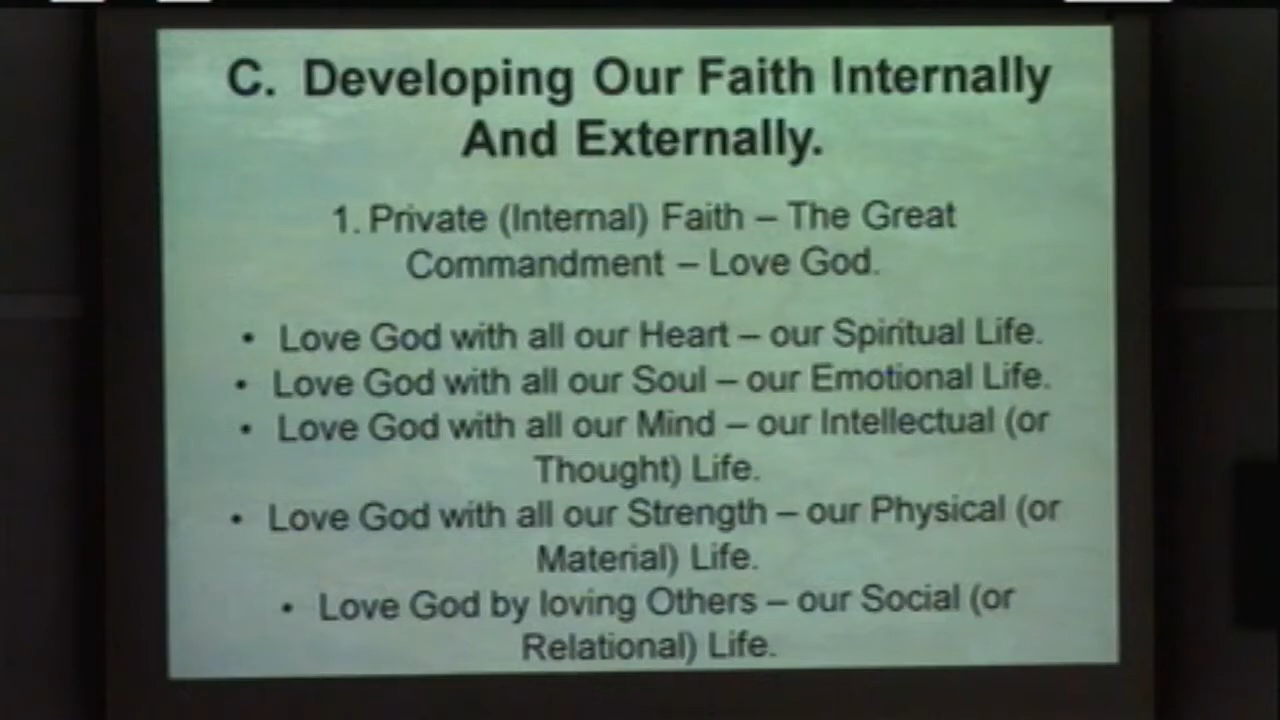 C. Developing Our Faith Internally
And Externally.
1. Private (Internal) Faith – The Great
Commandment – Love God.
• Love God with all our Heart – our Spiritual Life.
• Love God with all our Soul – our Emotional Life.
• Love God with all our Mind – our Intellectual (or
Thought) Life.
• Love God with all our Strength – our Physical (or
Material) Life.
• Love God by loving Others – our Social (or
Relational) Life.